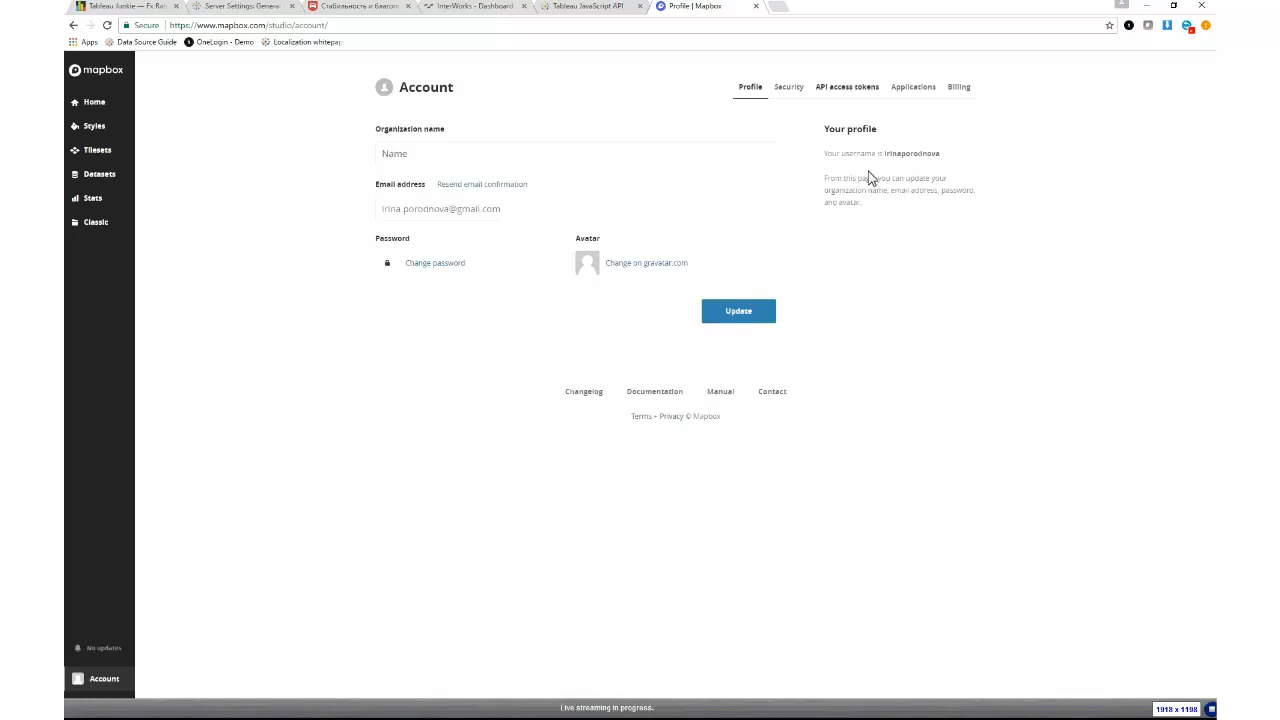 Tableau Junkie — Fx Rat
Server Settings: General
Стабильность и благоп
InterWorks - Dashboard
Tableau JavaScript API
Profile | Mapbox
Secure
https://www.mapbox.com/studio/account/
Apps
Data Source Guide
OneLogin - Demo
Localization whitepap
mapbox
Home
Styles
Tilesets
Datasets
Stats
Classic
No updates
Account
Account
Profile
Security
API access tokens
Applications
Billing
Organization name
Name
Email address
Resend email confirmation
irina.porodnova@gmail.com
Password
Change password
Avatar
Change on gravatar.com
Update
Your profile
Your username is irinaporodnova
From this page you can update your
organization name, email address, password,
and avatar.
Changelog
Documentation
Manual
Contact
Terms + Privacy © Mapbox
Live streaming in progress.
1918 x 1198